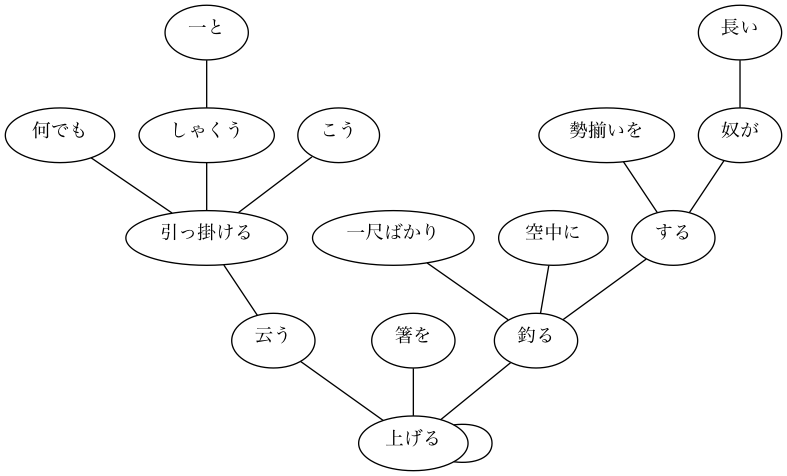 一と
長い
何でも
しゃくう
こう
勢揃いを
奴が
引っ掛ける
一尺ばかり
空中に
する
云う
箸を
釣る
上げる